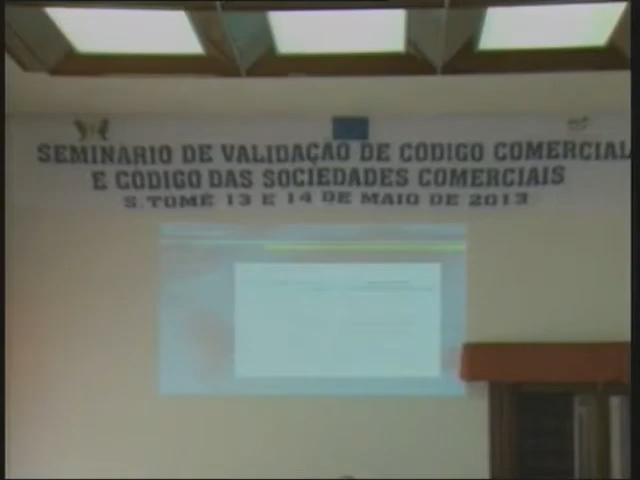 SEMINARIO DE VALIDAÇÃO DE CODIGO COMERCIAL
E CODIGO DAS SOCIEDADES COMERCIAIS
S. TOMÉ 13 E 14 DE MAIO DE 2013